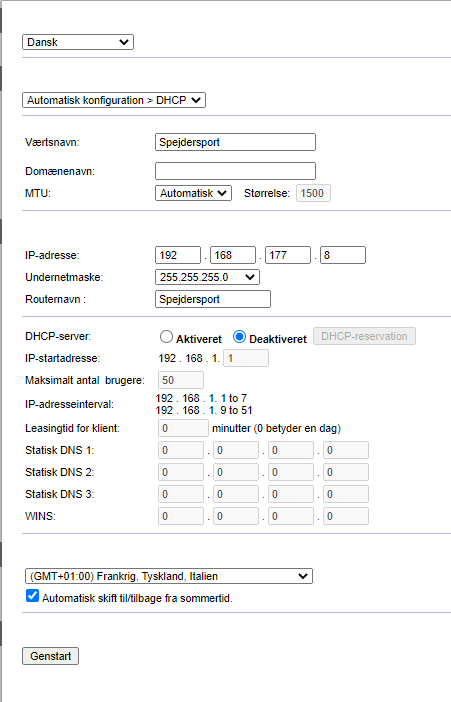 Dansk
Automatisk konfiguration > DHCP
Værtsnavn: Spejdersport
Domænenavn:
MTU: Automatisk Størrelse: 1500
IP-adresse: 192 . 168 . 177 . 8
Undernetmaske: 255.255.255.0
Routernavn : Spejdersport
DHCP-server: Aktiveret Deaktiveret DHCP-reservation
IP-startadresse: 192 . 168 . 1. 1
Maksimalt antal brugere: 50
IP-adresseinterval: 192 . 168 . 1. 1 to 7
192 . 168 . 1. 9 to 51
Leasingtid for klient: 0 minutter (0 betyder en dag)
Statisk DNS 1: 0 . 0 . 0 . 0
Statisk DNS 2: 0 . 0 . 0 . 0
Statisk DNS 3: 0 . 0 . 0 . 0
WINS: 0 . 0 . 0 . 0
(GMT+01:00) Frankrig, Tyskland, Italien
Automatisk skift til/tilbage fra sommertid.
Genstart